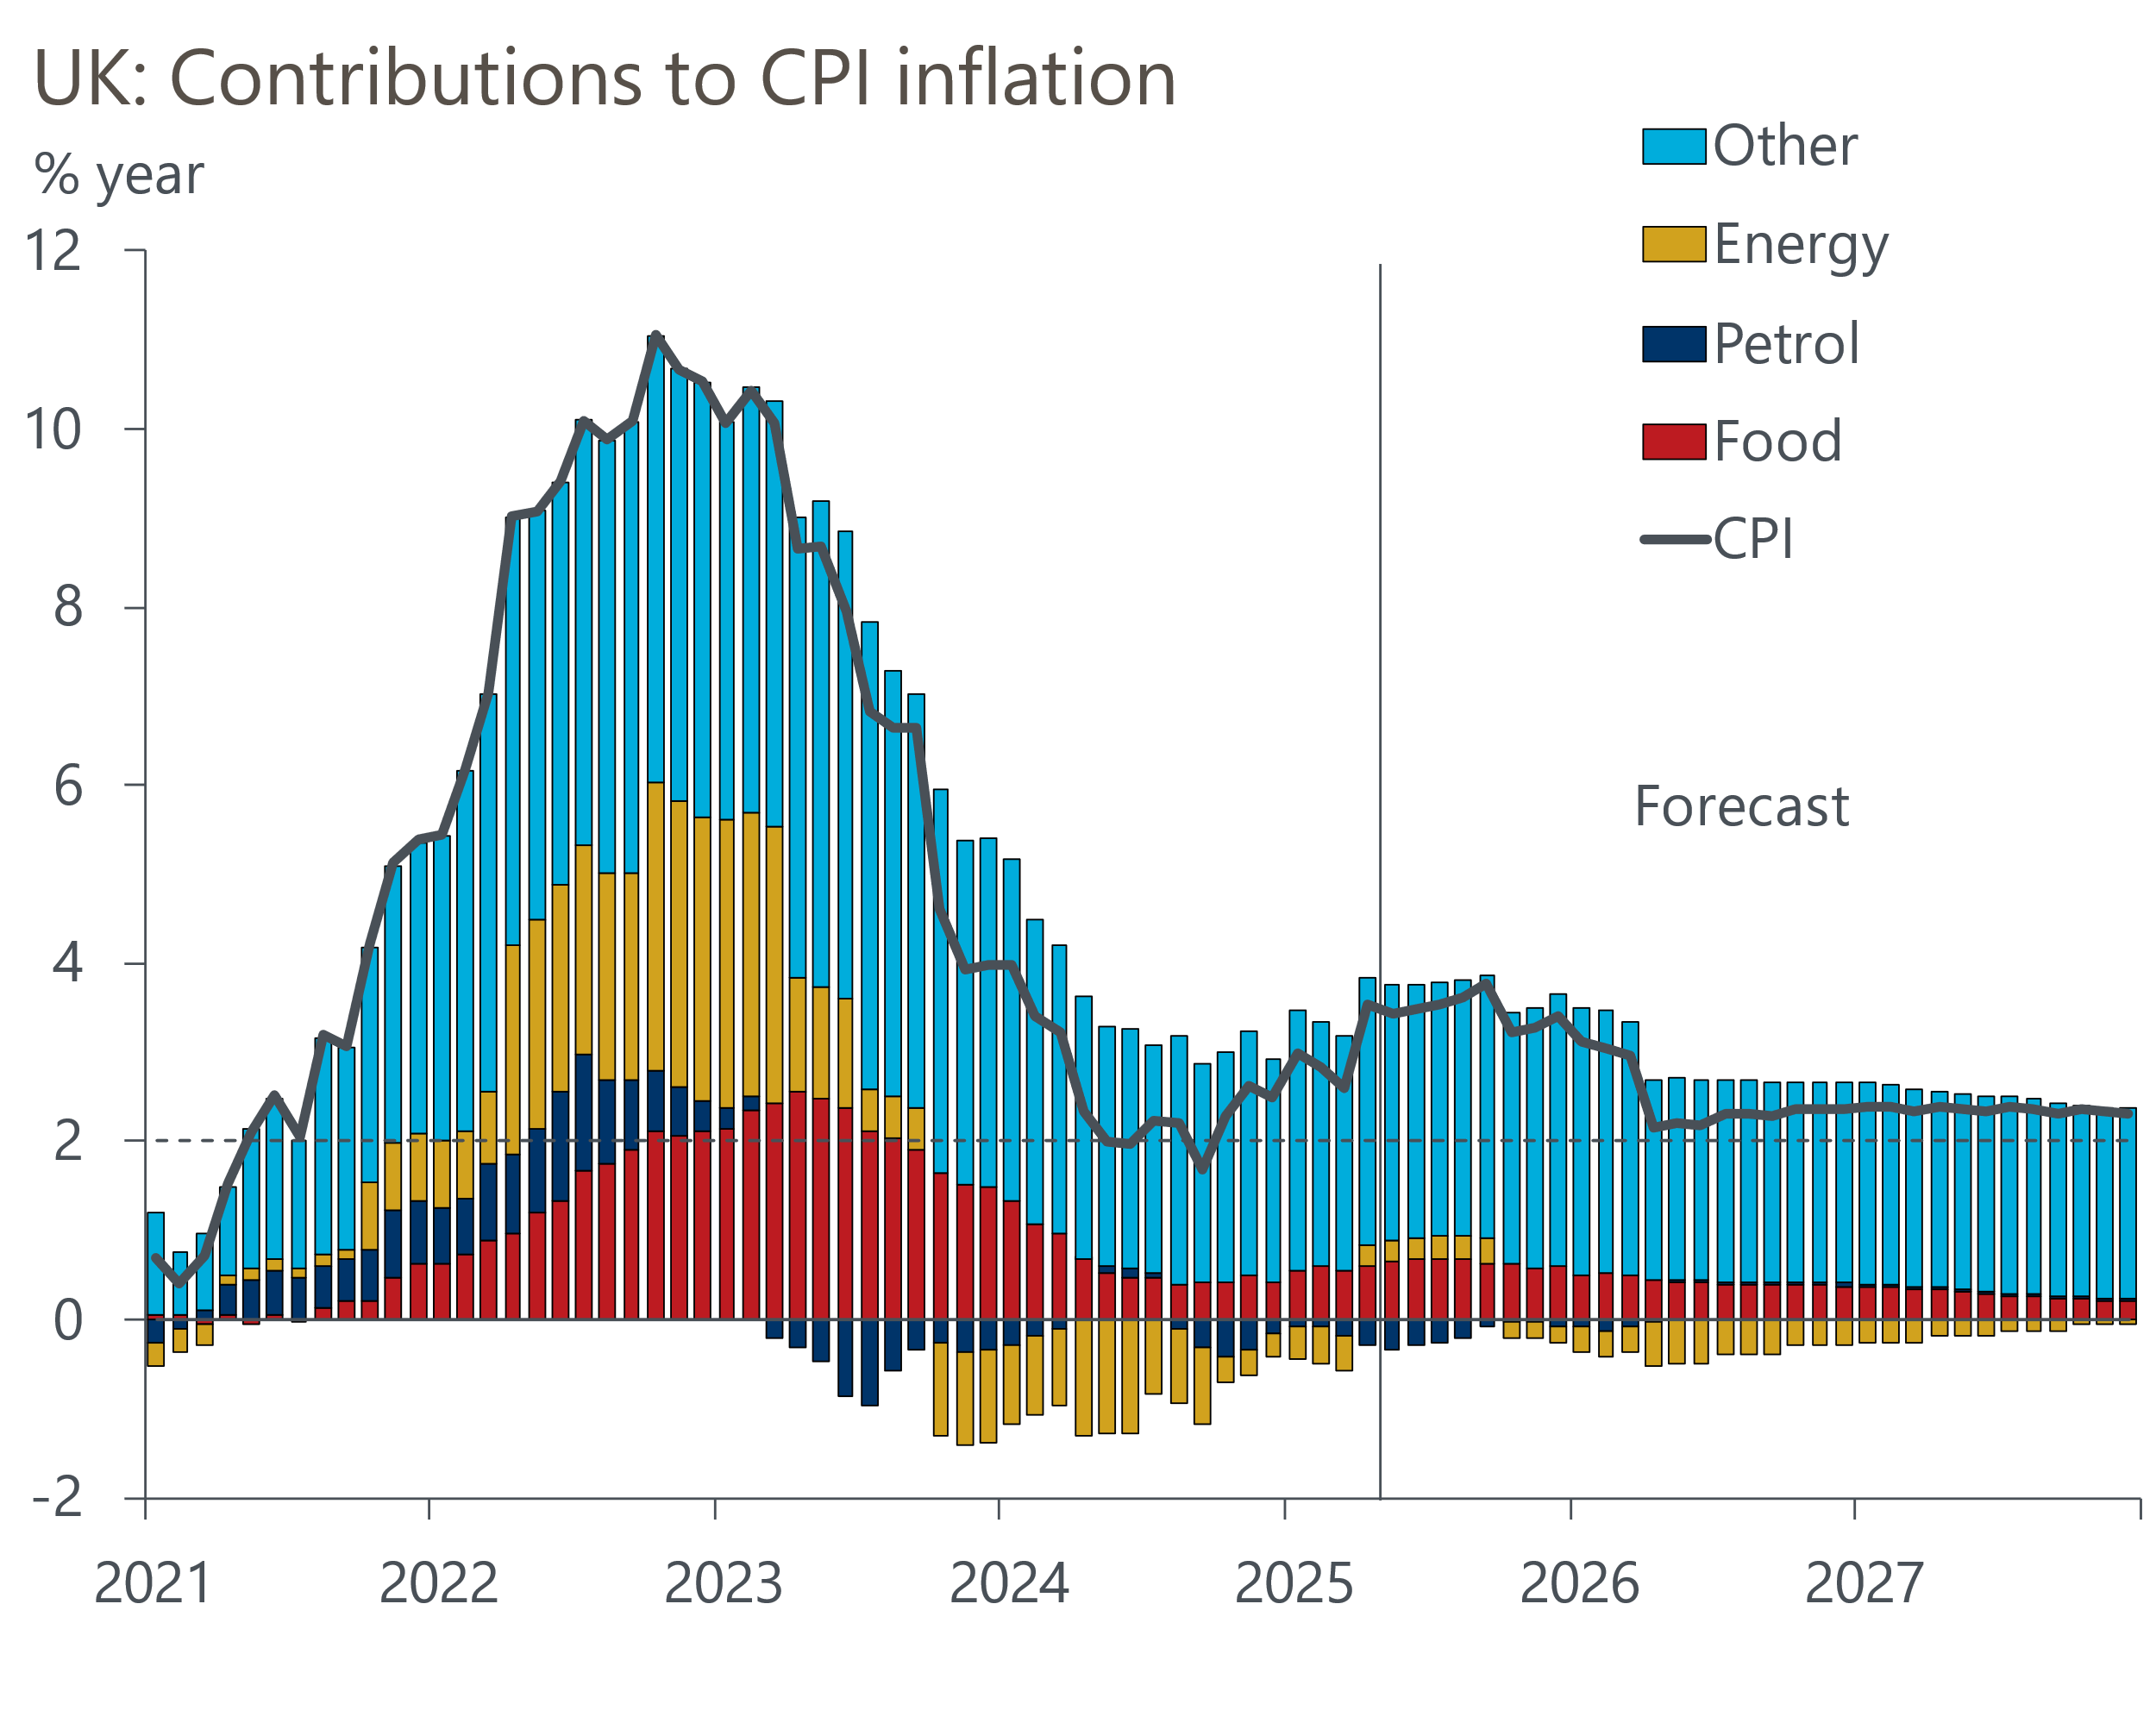 UK: Contributions to CPI inflation
% year
Other
Energy
Petrol
Food
CPI
Forecast
12
10
8
6
4
2
0
-2
2021 2022 2023 2024 2025 2026 2027